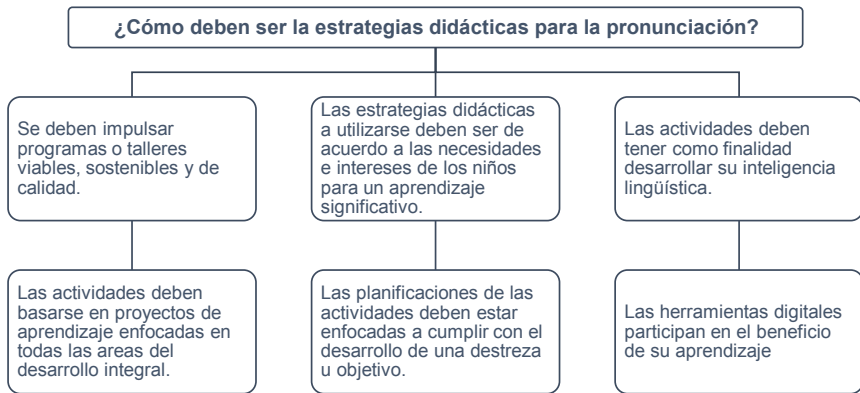 ¿Cómo deben ser la estrategias didácticas para la pronunciación?
Se deben impulsar
programas o talleres
viables, sostenibles y de
calidad.
Las estrategias didácticas
a utilizarse deben ser de
acuerdo a las necesidades
e intereses de los niños
para un aprendizaje
significativo.
Las actividades deben
tener como finalidad
desarrollar su inteligencia
lingüística.
Las actividades deben
basarse en proyectos de
aprendizaje enfocadas en
todas las areas del
desarrollo integral.
Las planificaciones de las
actividades deben estar
enfocadas a cumplir con el
desarrollo de una destreza
u objetivo.
Las herramientas digitales
participan en el beneficio
de su aprendizaje